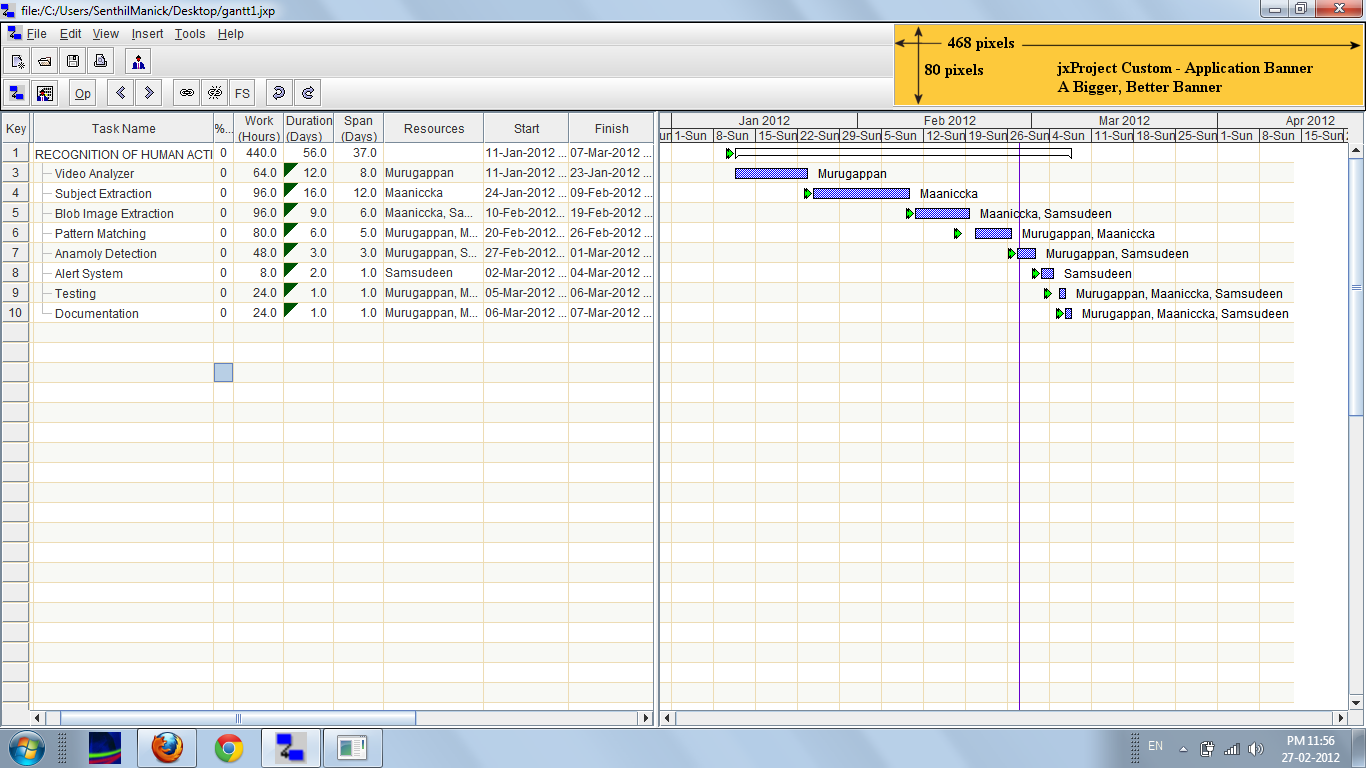 file:/C:/Users/SenthilManick/Desktop/gantt1.jxp
File Edit View Insert Tools Help
468 pixels
80 pixels
jxProject Custom - Application Banner
A Bigger, Better Banner
Op FS
Key Task Name %... Work (Hours) Duration (Days) Span (Days) Resources Start Finish
1 RECOGNITION OF HUMAN ACTI 0 440.0 56.0 37.0 11-Jan-2012 ... 07-Mar-2012 ...
3 Video Analyzer 0 64.0 12.0 8.0 Murugappan 11-Jan-2012 ... 23-Jan-2012 ...
4 Subject Extraction 0 96.0 16.0 12.0 Maaniccka 24-Jan-2012 ... 09-Feb-2012 ...
5 Blob Image Extraction 0 96.0 9.0 6.0 Maaniccka, Sa... 10-Feb-2012... 19-Feb-2012 ...
6 Pattern Matching 0 80.0 6.0 5.0 Murugappan, M... 20-Feb-2012 ... 26-Feb-2012 ...
7 Anamoly Detection 0 48.0 3.0 3.0 Murugappan, S... 27-Feb-2012 ... 01-Mar-2012 ...
8 Alert System 0 8.0 2.0 1.0 Samsudeen 02-Mar-2012 ... 04-Mar-2012 ...
9 Testing 0 24.0 1.0 1.0 Murugappan, M... 05-Mar-2012 ... 06-Mar-2012 ...
10 Documentation 0 24.0 1.0 1.0 Murugappan, M... 06-Mar-2012 ... 07-Mar-2012 ...
Jan 2012 Feb 2012 Mar 2012 Apr 2012
un 1-Sun 8-Sun 15-Sun 22-Sun 29-Sun 5-Sun 12-Sun 19-Sun 26-Sun 4-Sun 11-Sun 18-Sun 25-Sun 1-Sun 8-Sun 15-Sun
Murugappan
Maaniccka
Maaniccka, Samsudeen
Murugappan, Maaniccka
Murugappan, Samsudeen
Samsudeen
Murugappan, Maaniccka, Samsudeen
Murugappan, Maaniccka, Samsudeen
EN
PM 11:56
27-02-2012